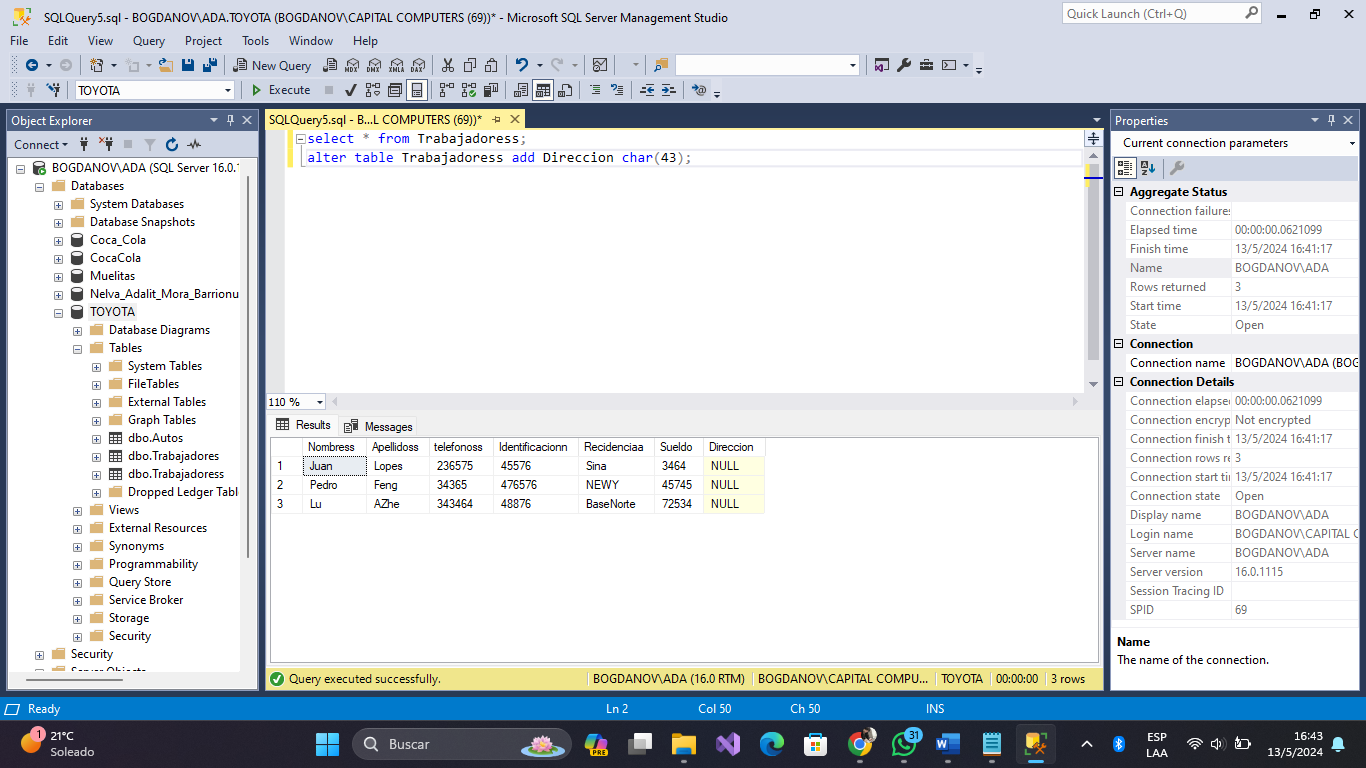 SQLQuery5.sql - BOGDANOV\ADA.TOYOTA (BOGDANOV\CAPITAL COMPUTERS (69))* - Microsoft SQL Server Management Studio
Quick Launch (Ctrl+Q)
File Edit View Query Project Tools Window Help
New Query
MDX DMX XMLA DAX
TOYOTA
Execute
Object Explorer
Connect
BOGDANOV\ADA (SQL Server 16.0.1
Databases
System Databases
Database Snapshots
Coca_Cola
CocaCola
Muelitas
Nelva_Adalit_Mora_Barrionu
TOYOTA
Database Diagrams
Tables
System Tables
FileTables
External Tables
Graph Tables
dbo.Autos
dbo.Trabajadores
dbo.Trabajadoress
Dropped Ledger Tabl
Views
External Resources
Synonyms
Programmability
Query Store
Service Broker
Storage
Security
Security
Server Objects
SQLQuery5.sql - B...L COMPUTERS (69))*
select * from Trabajadoress;
alter table Trabajadoress add Direccion char(43);
110 %
Results Messages
Nombress Apellidoss telefonoss Identificacionn Recidenciaa Sueldo Direccion
1 Juan Lopes 236575 45576 Sina 3464 NULL
2 Pedro Feng 34365 476576 NEWY 45745 NULL
3 Lu AZhe 343464 48876 BaseNorte 72534 NULL
Query executed successfully. BOGDANOV\ADA (16.0 RTM) BOGDANOV\CAPITAL COMPU... TOYOTA 00:00:00 3 rows
Properties
Current connection parameters
Aggregate Status
Connection failures
Elapsed time 00:00:00.0621099
Finish time 13/5/2024 16:41:17
Name BOGDANOV\ADA
Rows returned 3
Start time 13/5/2024 16:41:17
State Open
Connection
Connection name BOGDANOV\ADA (BOG
Connection Details
Connection elapse 00:00:00.0621099
Connection encryp Not encrypted
Connection finish t 13/5/2024 16:41:17
Connection rows re 3
Connection start ti 13/5/2024 16:41:17
Connection state Open
Display name BOGDANOV\ADA
Login name BOGDANOV\CAPITAL C
Server name BOGDANOV\ADA
Server version 16.0.1115
Session Tracing ID
SPID 69
Name
The name of the connection.
Ready Ln 2 Col 50 Ch 50 INS
1
21°C
Soleado
Buscar
PRE
31
ESP
LAA
16:43
13/5/2024